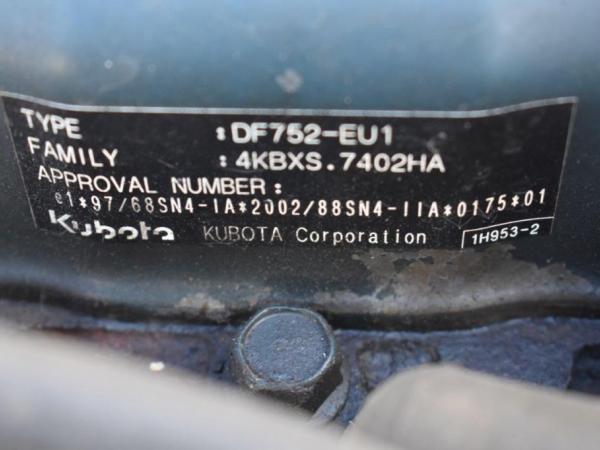 TYPE :DF752-EU1
FAMILY :4KBXS.7402HA
APPROVAL NUMBER:
e1*97/68SN4-IA*2002/88SN4-IIA*0175*01
Kubota KUBOTA Corporation 1H953-2